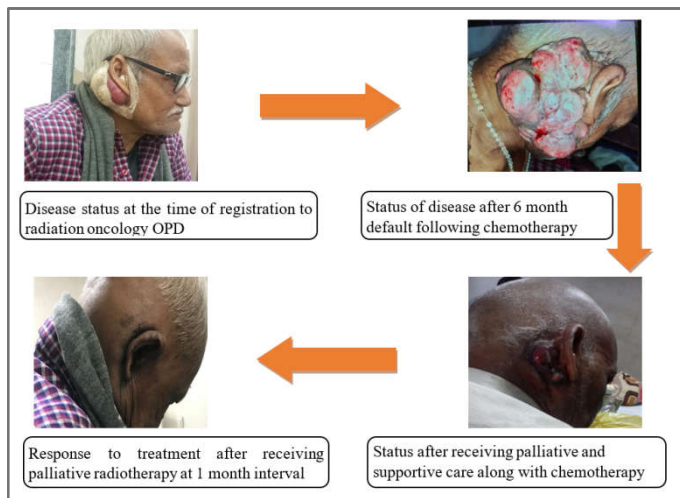 Disease status at the time of registration to
radiation oncology OPD
Status of disease after 6 month
default following chemotherapy
Response to treatment after receiving
palliative radiotherapy at 1 month interval
Status after receiving palliative and
supportive care along with chemotherapy